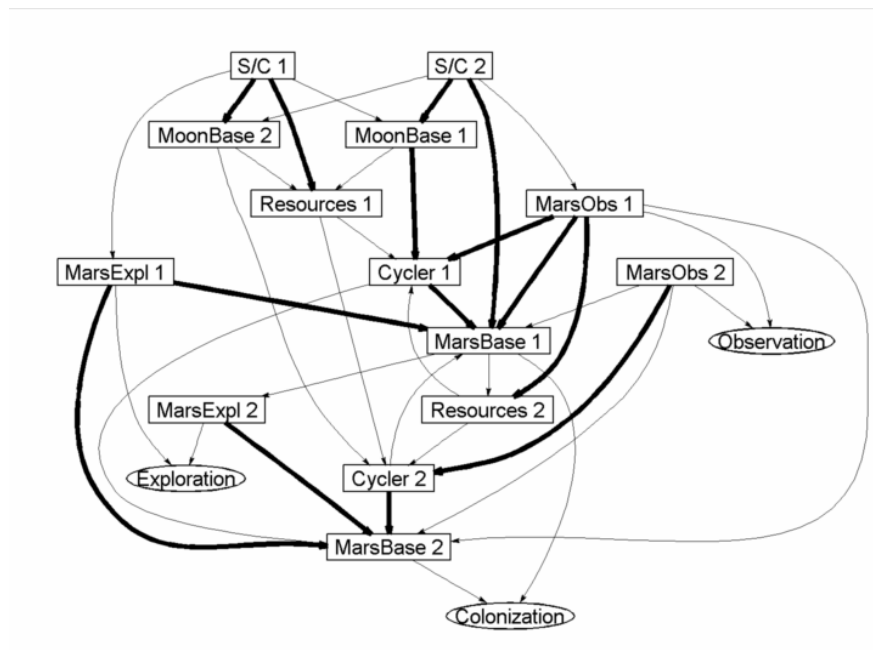 S/C 1
S/C 2
MoonBase 2
MoonBase 1
Resources 1
MarsObs 1
MarsExpl 1
Cycler 1
MarsObs 2
MarsBase 1
Observation
MarsExpl 2
Resources 2
Exploration
Cycler 2
MarsBase 2
Colonization